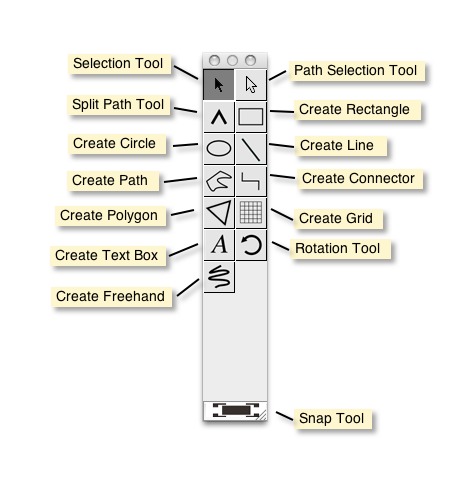 Selection Tool
Path Selection Tool
Split Path Tool
Create Rectangle
Create Circle
Create Line
Create Path
Create Connector
Create Polygon
Create Grid
A
Create Text Box
Rotation Tool
Create Freehand
Snap Tool